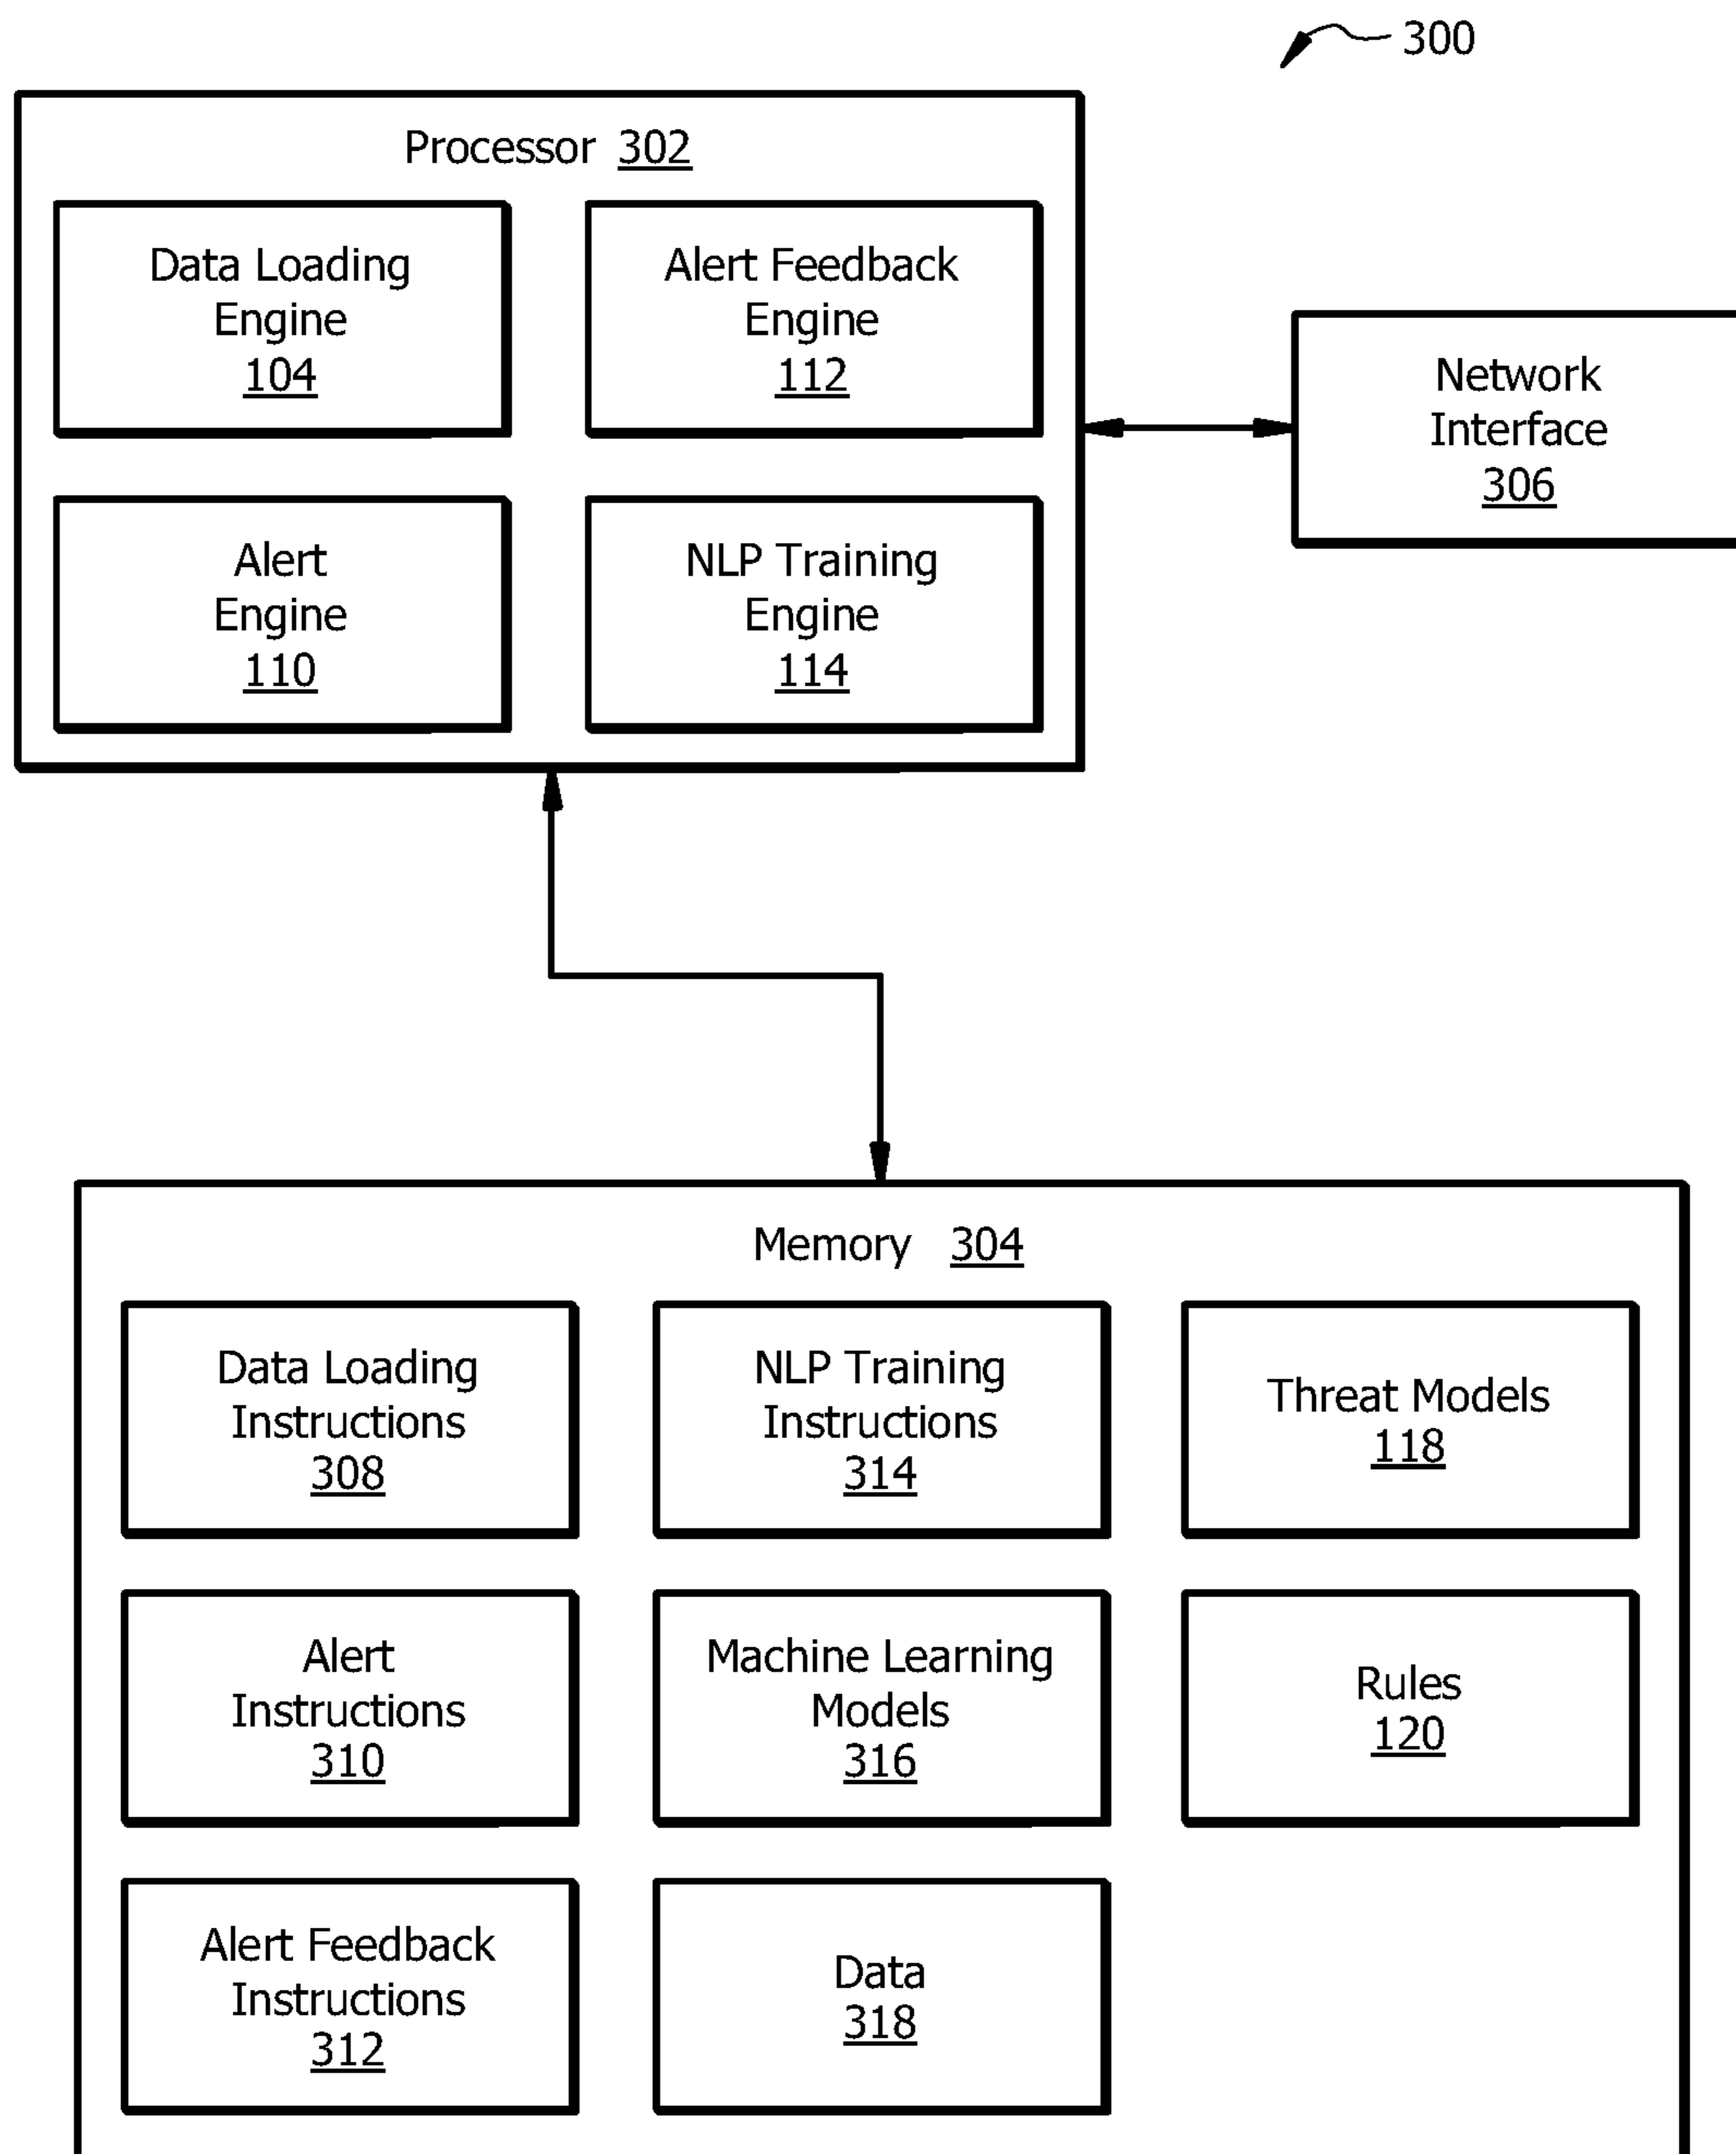 300
Processor 302
Data Loading
Engine
104
Alert Feedback
Engine
112
Alert
Engine
110
NLP Training
Engine
114
Network
Interface
306
Memory 304
Data Loading
Instructions
308
NLP Training
Instructions
314
Threat Models
118
Alert
Instructions
310
Machine Learning
Models
316
Rules
120
Alert Feedback
Instructions
312
Data
318